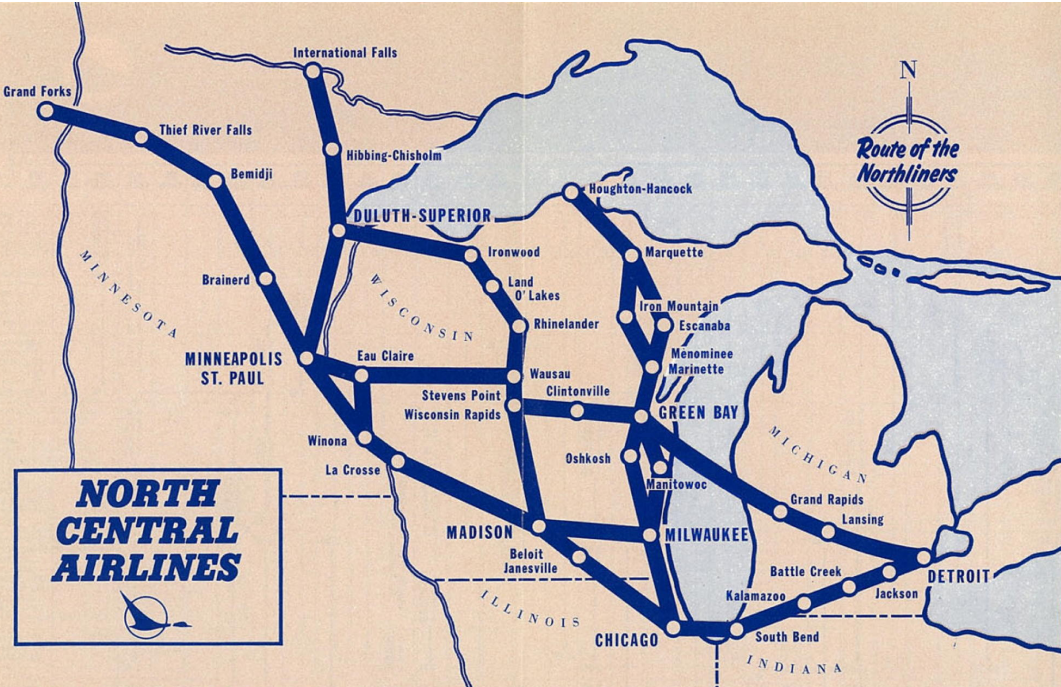 International Falls
Grand Forks
Thief River Falls
N
Route of the
Northliners
Hibbing-Chisholm
Bemidji
Houghton-Hancock
DULUTH-SUPERIOR
Ironwood
Marquette
MINNESOTA
Brainerd
WISCONSIN
Land
O' Lakes
Iron Mountain
Rhinelander
Escanaba
MINNEAPOLIS
ST. PAUL
Eau Claire
Menominee
Marinette
Wausau
Clintonville
Stevens Point
Wisconsin Rapids
GREEN BAY
Winona
La Crosse
Oshkosh
Manitowoc
MICHIGAN
Grand Rapids
Lansing
NORTH
CENTRAL
AIRLINES
MADISON
MILWAUKEE
Beloit
Janesville
DETROIT
Battle Creek
Jackson
Kalamazoo
ILLINOIS
CHICAGO
South Bend
INDIANA